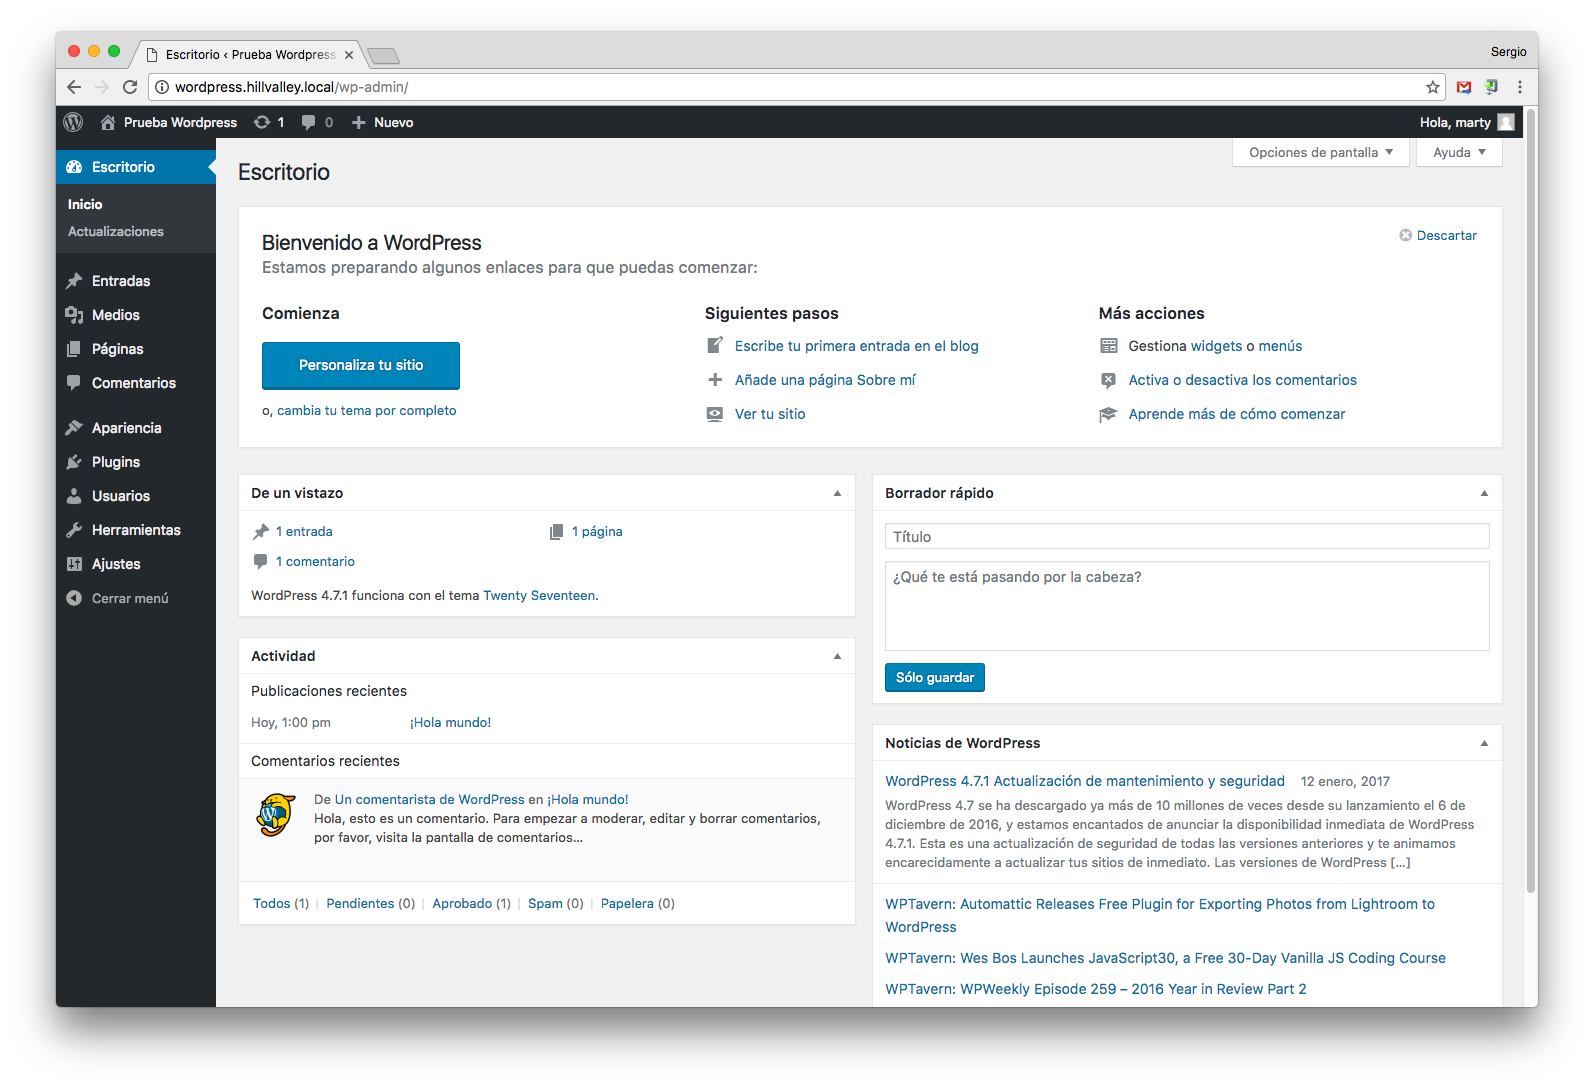 Escritorio ‹ Prueba Wordpress
Sergio
wordpress.hillvalley.local/wp-admin/
Prueba Wordpress 1 0 Nuevo
Hola, marty
Escritorio
Inicio
Actualizaciones
Entradas
Medios
Páginas
Comentarios
Apariencia
Plugins
Usuarios
Herramientas
Ajustes
Cerrar menú
Opciones de pantalla
Ayuda
Escritorio
Bienvenido a WordPress
Descartar
Estamos preparando algunos enlaces para que puedas comenzar:
Comienza
Personaliza tu sitio
o, cambia tu tema por completo
Siguientes pasos
Escribe tu primera entrada en el blog
Añade una página Sobre mí
Ver tu sitio
Más acciones
Gestiona widgets o menús
Activa o desactiva los comentarios
Aprende más de cómo comenzar
De un vistazo
1 entrada
1 página
1 comentario
WordPress 4.7.1 funciona con el tema Twenty Seventeen.
Actividad
Publicaciones recientes
Hoy, 1:00 pm ¡Hola mundo!
Comentarios recientes
De Un comentarista de WordPress en ¡Hola mundo!
Hola, esto es un comentario. Para empezar a moderar, editar y borrar comentarios,
por favor, visita la pantalla de comentarios…
Todos (1) | Pendientes (0) | Aprobado (1) | Spam (0) | Papelera (0)
Borrador rápido
Título
¿Qué te está pasando por la cabeza?
Sólo guardar
Noticias de WordPress
WordPress 4.7.1 Actualización de mantenimiento y seguridad 12 enero, 2017
WordPress 4.7 se ha descargado ya más de 10 millones de veces desde su lanzamiento el 6 de
diciembre de 2016, y estamos encantados de anunciar la disponibilidad inmediata de WordPress
4.7.1. Esta es una actualización de seguridad de todas las versiones anteriores y te animamos
encarecidamente a actualizar tus sitios de inmediato. Las versiones de WordPress […]
WPTavern: Automattic Releases Free Plugin for Exporting Photos from Lightroom to
WordPress
WPTavern: Wes Bos Launches JavaScript30, a Free 30-Day Vanilla JS Coding Course
WPTavern: WPWeekly Episode 259 – 2016 Year in Review Part 2